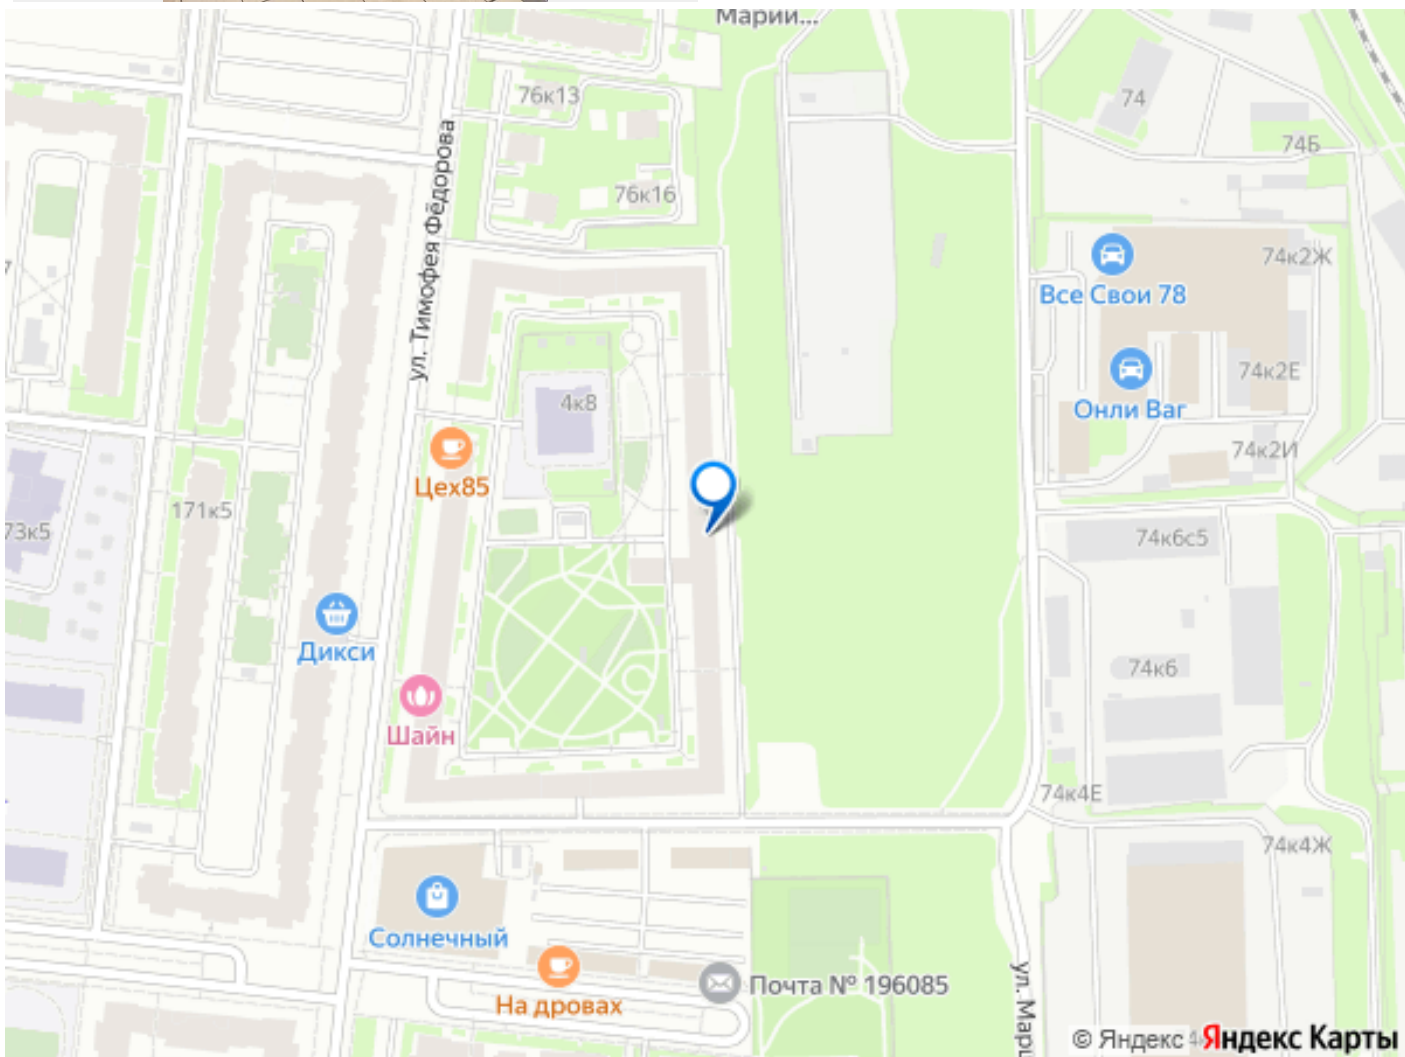 Марии...
76к13
74
74Б
ул. Тимофея Фёдорова
76к16
74к2Ж
Все Свои 78
74к2Е
4к8
Онли Ваг
74к2И
Цех85
171к5
73к5
74к6с5
Дикси
74к6
Шайн
74к4Е
74к4Ж
Солнечный
Почта № 196085
На дровах
© Яндекс Яндекс Карты